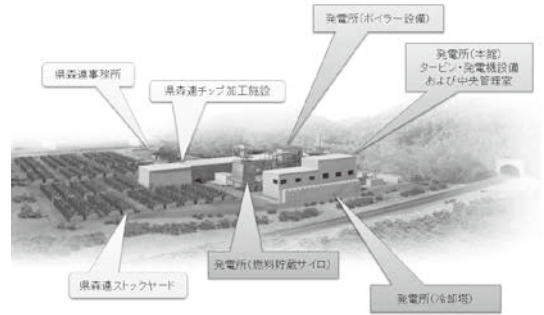 発電所(ボイラー設備)
発電所(本館)
タービン・発電機設備
および中央管理室
県森連事務所
県森連チップ加工施設
発電所(燃料貯蔵サイロ)
県森連ストックヤード
発電所(冷却塔)